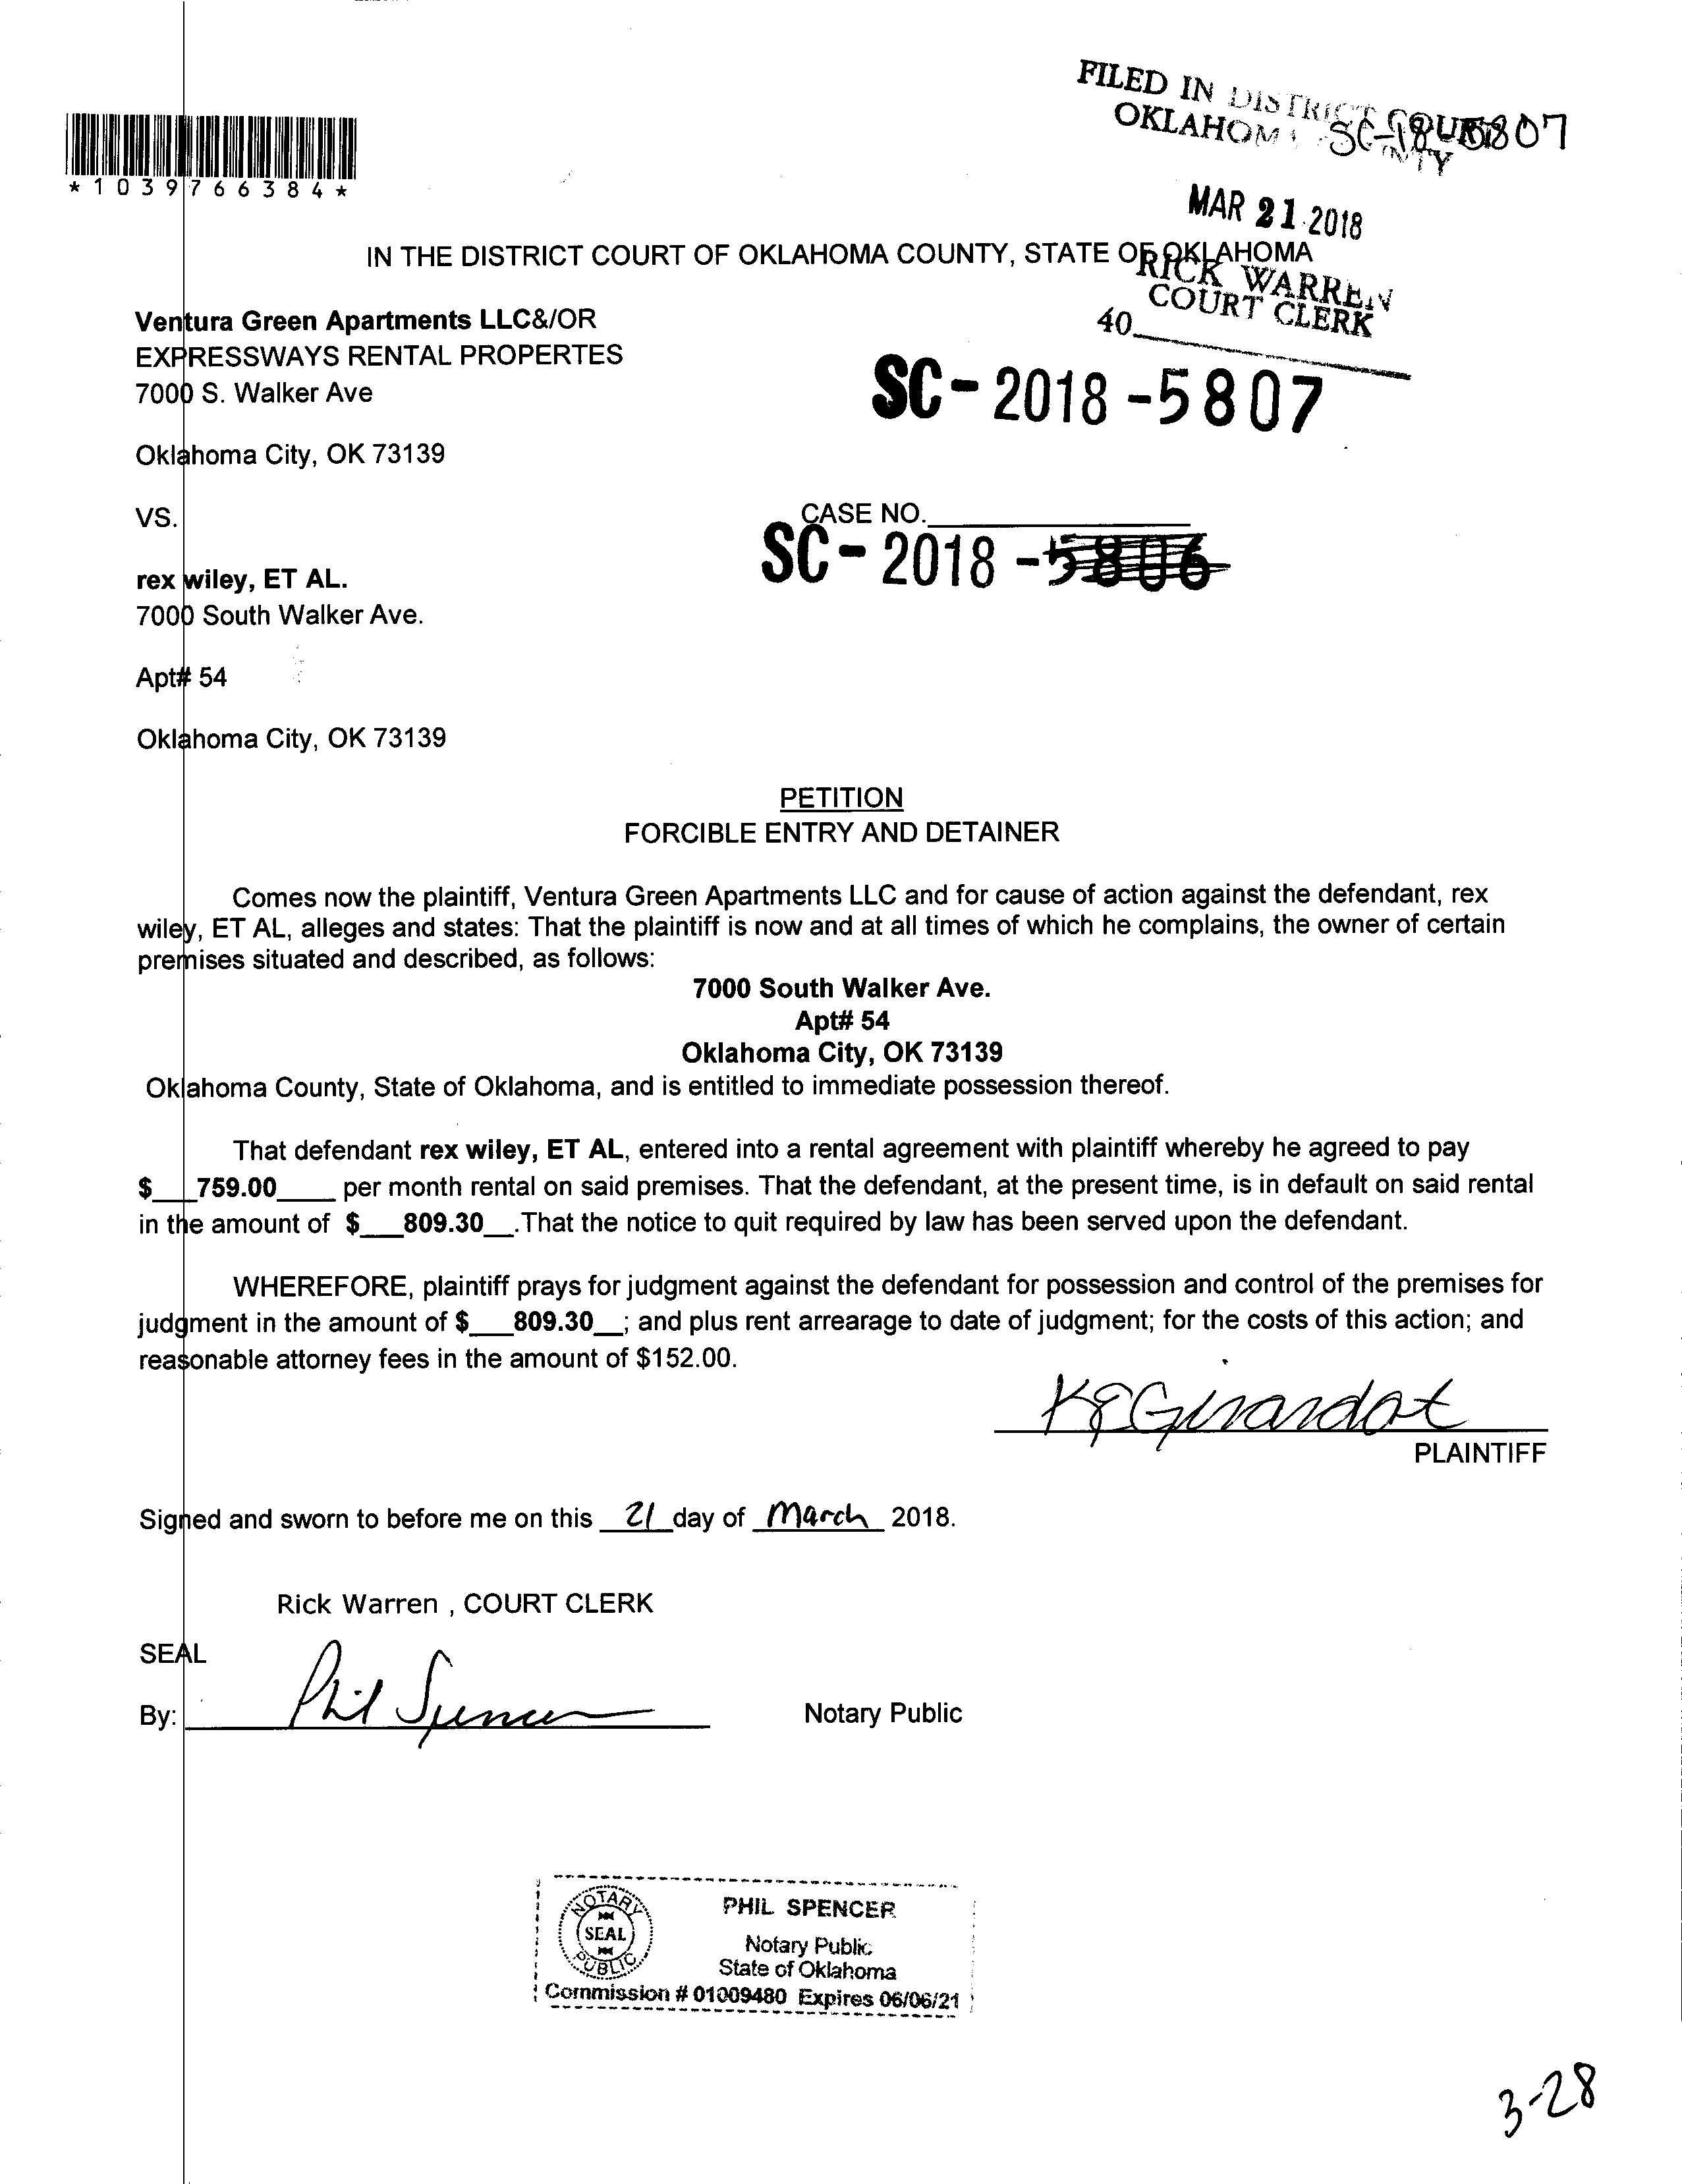 FILED IN DISTRICT COURT
OKLAHOMA COUNTY
SC-18-5807
*1039766384*
MAR 21 2018
IN THE DISTRICT COURT OF OKLAHOMA COUNTY, STATE OF OKLAHOMA
RICK WARREN
COURT CLERK
40
Ventura Green Apartments LLC&/OR
EXPRESSWAYS RENTAL PROPERTES
7000 S. Walker Ave
SC-2018-5807
Oklahoma City, OK 73139
VS.
CASE NO.
SC-2018-5806
rex wiley, ET AL.
7000 South Walker Ave.
Apt# 54
Oklahoma City, OK 73139
PETITION
FORCIBLE ENTRY AND DETAINER
Comes now the plaintiff, Ventura Green Apartments LLC and for cause of action against the defendant, rex
wiley, ET AL, alleges and states: That the plaintiff is now and at all times of which he complains, the owner of certain
premises situated and described, as follows:
7000 South Walker Ave.
Apt# 54
Oklahoma City, OK 73139
Oklahoma County, State of Oklahoma, and is entitled to immediate possession thereof.
That defendant rex wiley, ET AL, entered into a rental agreement with plaintiff whereby he agreed to pay
$___759.00____ per month rental on said premises. That the defendant, at the present time, is in default on said rental
in the amount of $___809.30__.That the notice to quit required by law has been served upon the defendant.
WHEREFORE, plaintiff prays for judgment against the defendant for possession and control of the premises for
judgment in the amount of $___809.30__; and plus rent arrearage to date of judgment; for the costs of this action; and
reasonable attorney fees in the amount of $152.00.
KEGirardot
PLAINTIFF
Signed and sworn to before me on this 21 day of March 2018.
Rick Warren , COURT CLERK
SEAL
By: Phil Spencer Notary Public
NOTARY
SEAL
PUBLIC
PHIL SPENCER
Notary Public
State of Oklahoma
Commission # 01009480 Expires 06/06/21
3-28